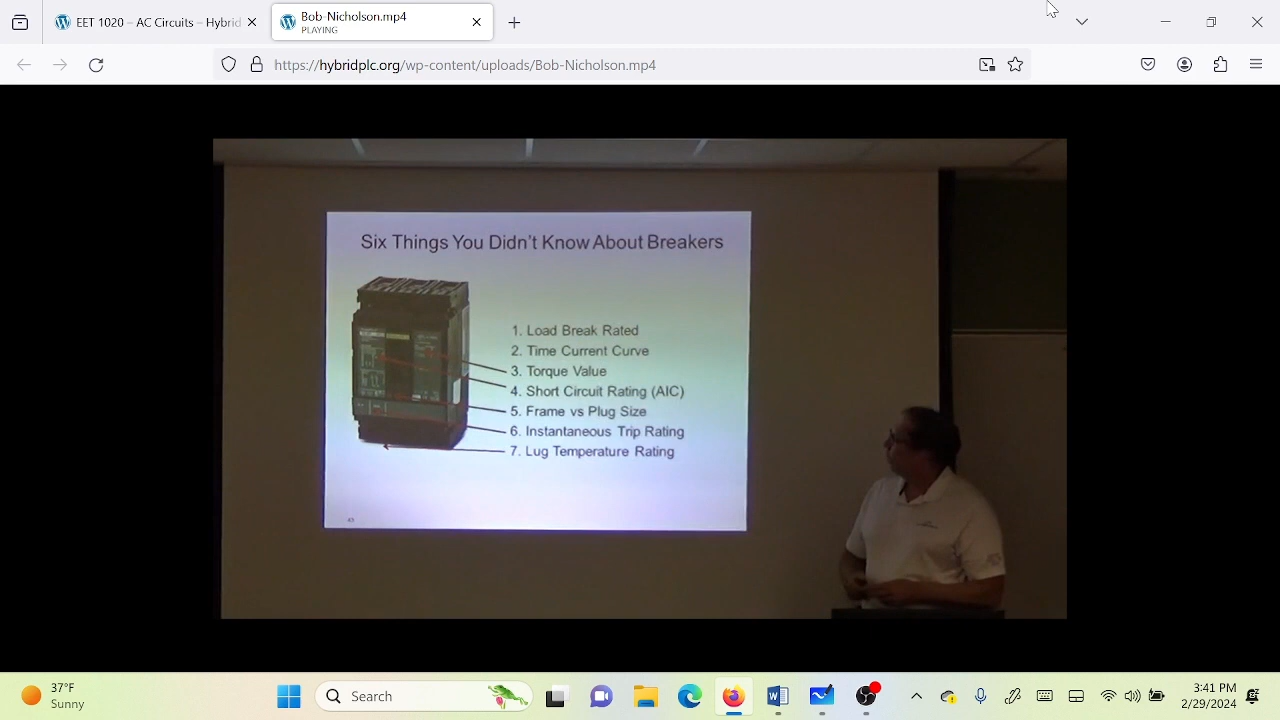 EET 1020 – AC Circuits – Hybrid
Bob-Nicholson.mp4
PLAYING
https://hybridplc.org/wp-content/uploads/Bob-Nicholson.mp4
Six Things You Didn't Know About Breakers
1. Load Break Rated
2. Time Current Curve
3. Torque Value
4. Short Circuit Rating (AIC)
5. Frame vs Plug Size
6. Instantaneous Trip Rating
7. Lug Temperature Rating
43
37°F
Sunny
Search
3:41 PM
2/29/2024